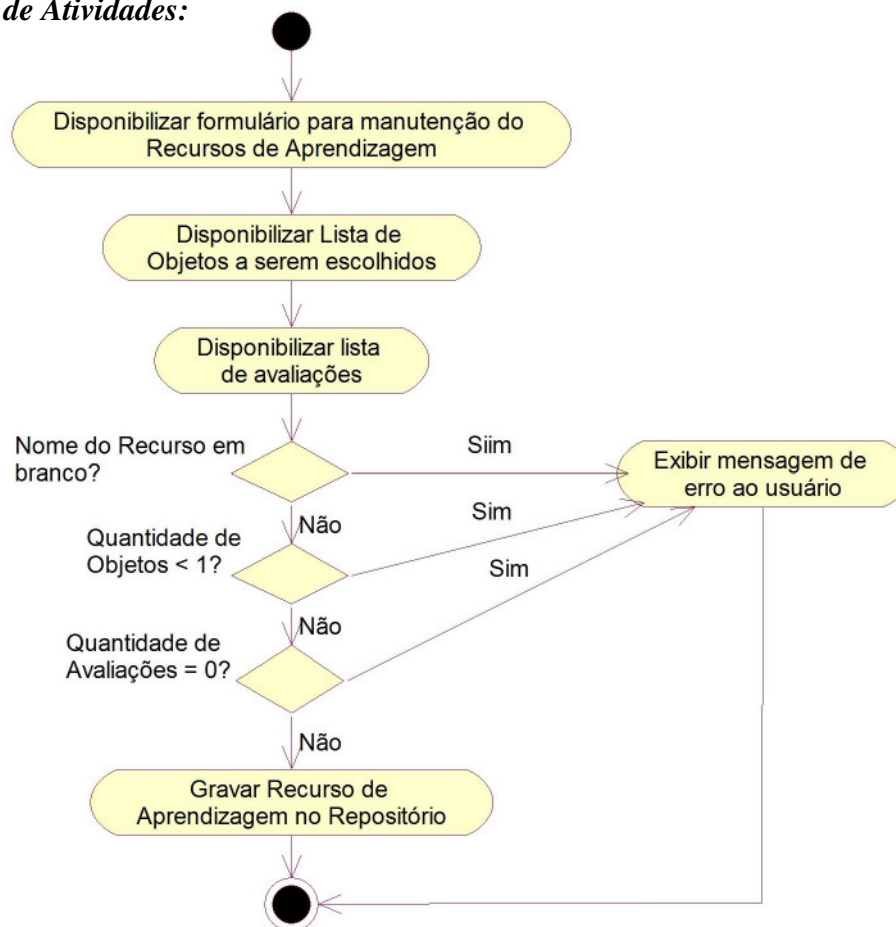 de Atividades:
Disponibilizar formulário para manutenção do
Recursos de Aprendizagem
Disponibilizar Lista de
Objetos a serem escolhidos
Disponibilizar lista
de avaliações
Nome do Recurso em
branco?
Siim
Exibir mensagem de
erro ao usuário
Não
Quantidade de
Objetos < 1?
Sim
Não
Quantidade de
Avaliações = 0?
Sim
Não
Gravar Recurso de
Aprendizagem no Repositório